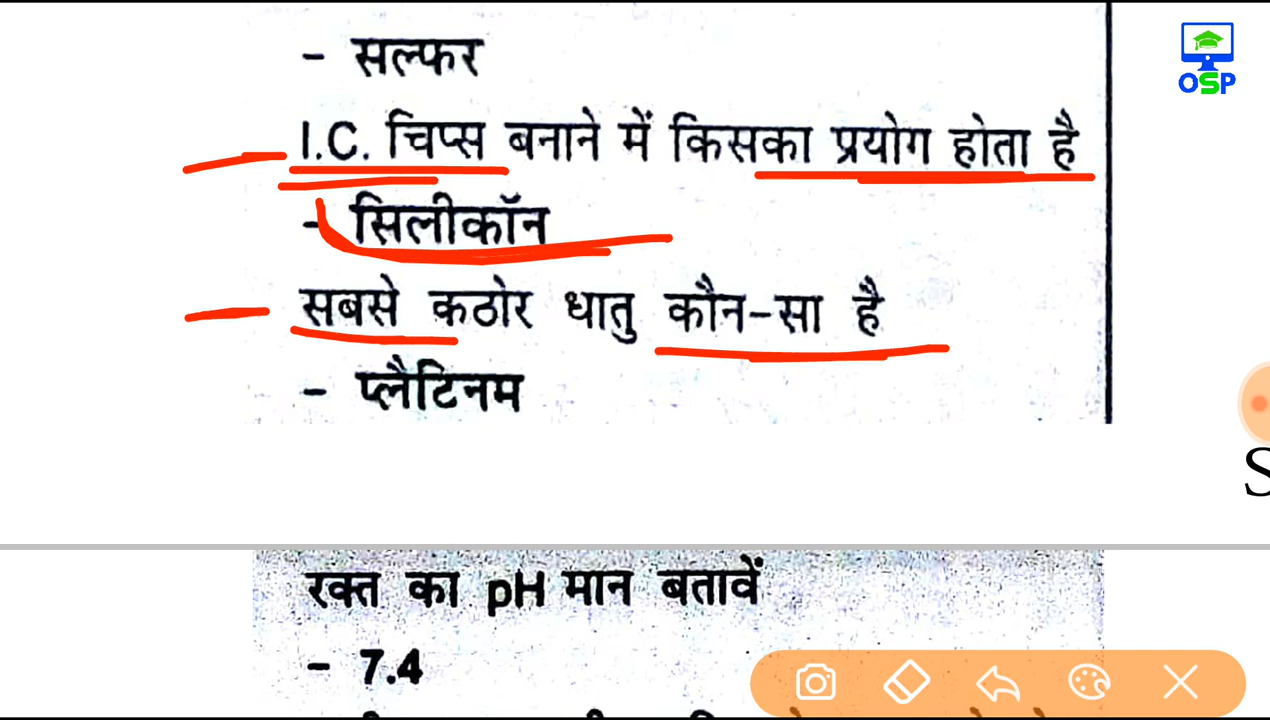 - सल्फर
OSP
I.C. चिप्स बनाने में किसका प्रयोग होता है
- सिलीकॉन
सबसे कठोर धातु कौन-सा है
- प्लैटिनम
S
रक्त का pH मान बतावें
- 7.4